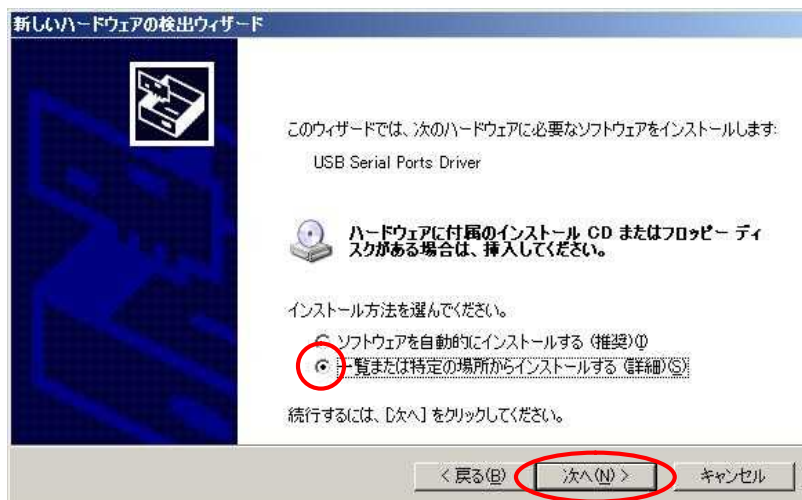 新しいハードウェアの検出ウィザード
このウィザードでは、次のハードウェアに必要なソフトウェアをインストールします:
USB Serial Ports Driver
ハードウェアに付属のインストール CD またはフロッピー ディ
スクがある場合は、挿入してください。
インストール方法を選んでください。
ソフトウェアを自動的にインストールする (推奨)(I)
一覧または特定の場所からインストールする (詳細)(S)
続行するには、[次へ] をクリックしてください。
< 戻る(B)
次へ(N) >
キャンセル